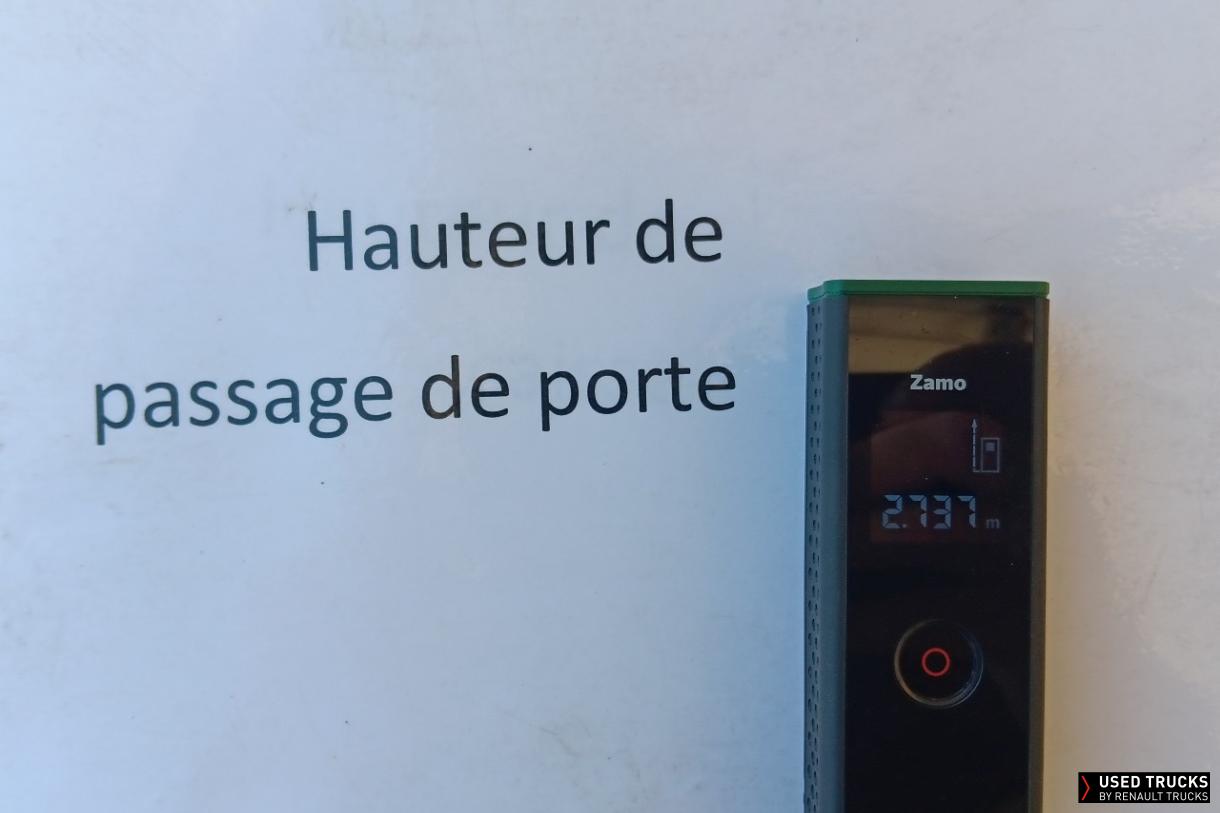 Hauteur de
passage de porte
Zamo
2.737 m
USED TRUCKS
BY RENAULT TRUCKS